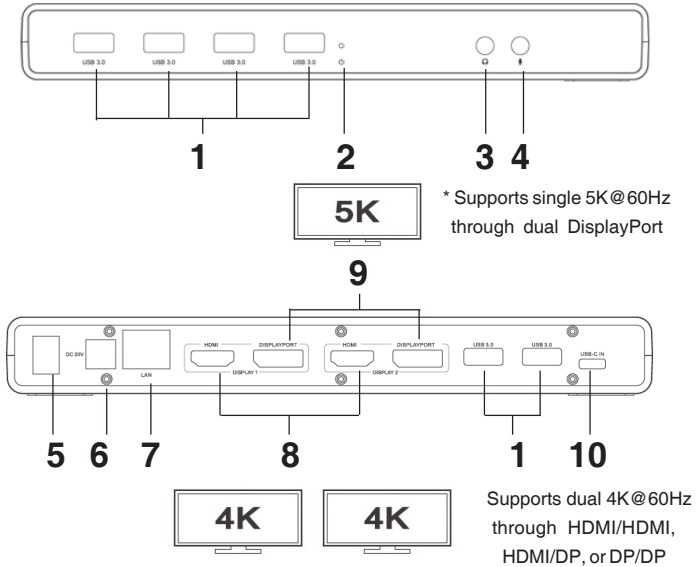 USB 3.0 USB 3.0 USB 3.0 USB 3.0
1 2 3 4
5K
* Supports single 5K@60Hz
through dual DisplayPort
9
HDMI DISPLAYPORT HDMI DISPLAYPORT USB 3.0 USB 3.0
DC 20V USB-C IN
LAN DISPLAY 1 DISPLAY 2
5 6 7 8 1 10
4K 4K
Supports dual 4K@60Hz
through HDMI/HDMI,
HDMI/DP, or DP/DP